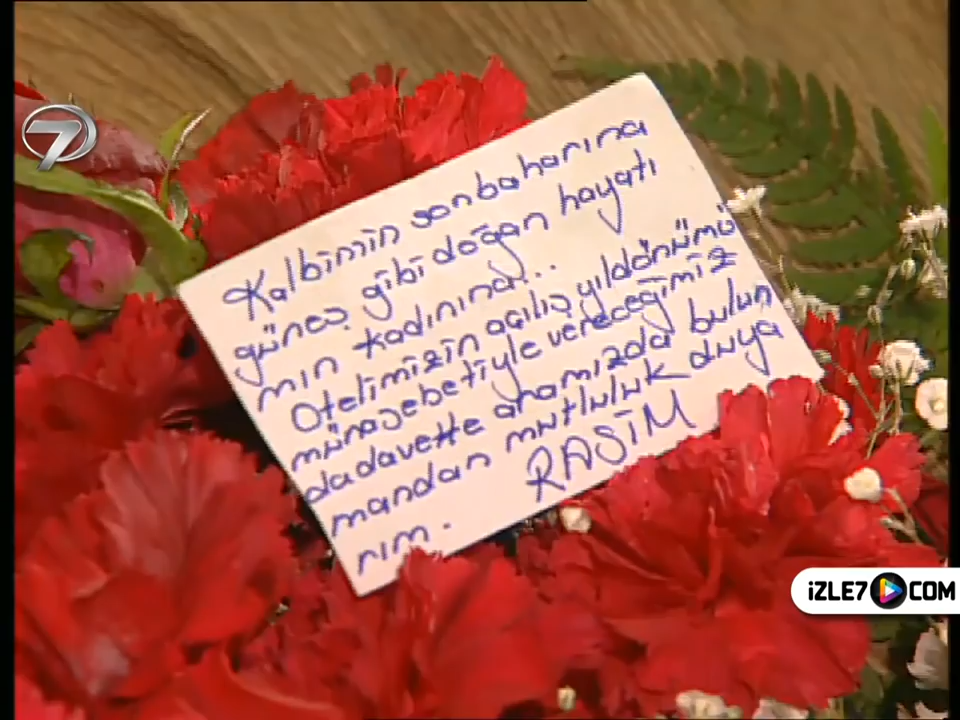 7
Kalbimin sonbaharına
güneş gibi doğan hayatı
mın kadınına...
Otelimizin açılış yıldönümü
münasebetiyle vereceğimiz
dadavette aramızda bulun
mandan mutluluk duya
rım.
RASİM
iZLE7 COM